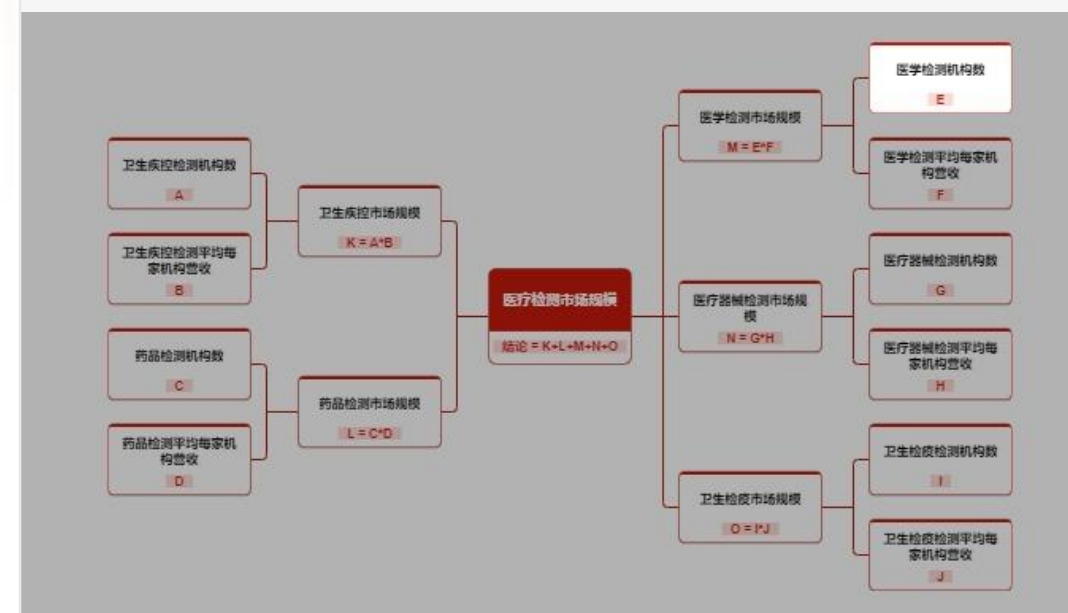 医学检测机构数
E
医学检测市场规模
M = E*F
医学检测平均每家机
构营收
F
卫生疾控检测机构数
A
卫生疾控市场规模
K = A*B
卫生疾控检测平均每
家机构营收
B
医疗器械检测机构数
G
医疗检测市场规模
结论 = K+L+M+N+O
医疗器械检测市场规
模
N = G*H
医疗器械检测平均每
家机构营收
H
药品检测机构数
C
药品检测市场规模
L = C*D
药品检测平均每家机
构营收
D
卫生检疫检测机构数
I
卫生检疫市场规模
O = I*J
卫生检疫检测平均每
家机构营收
J